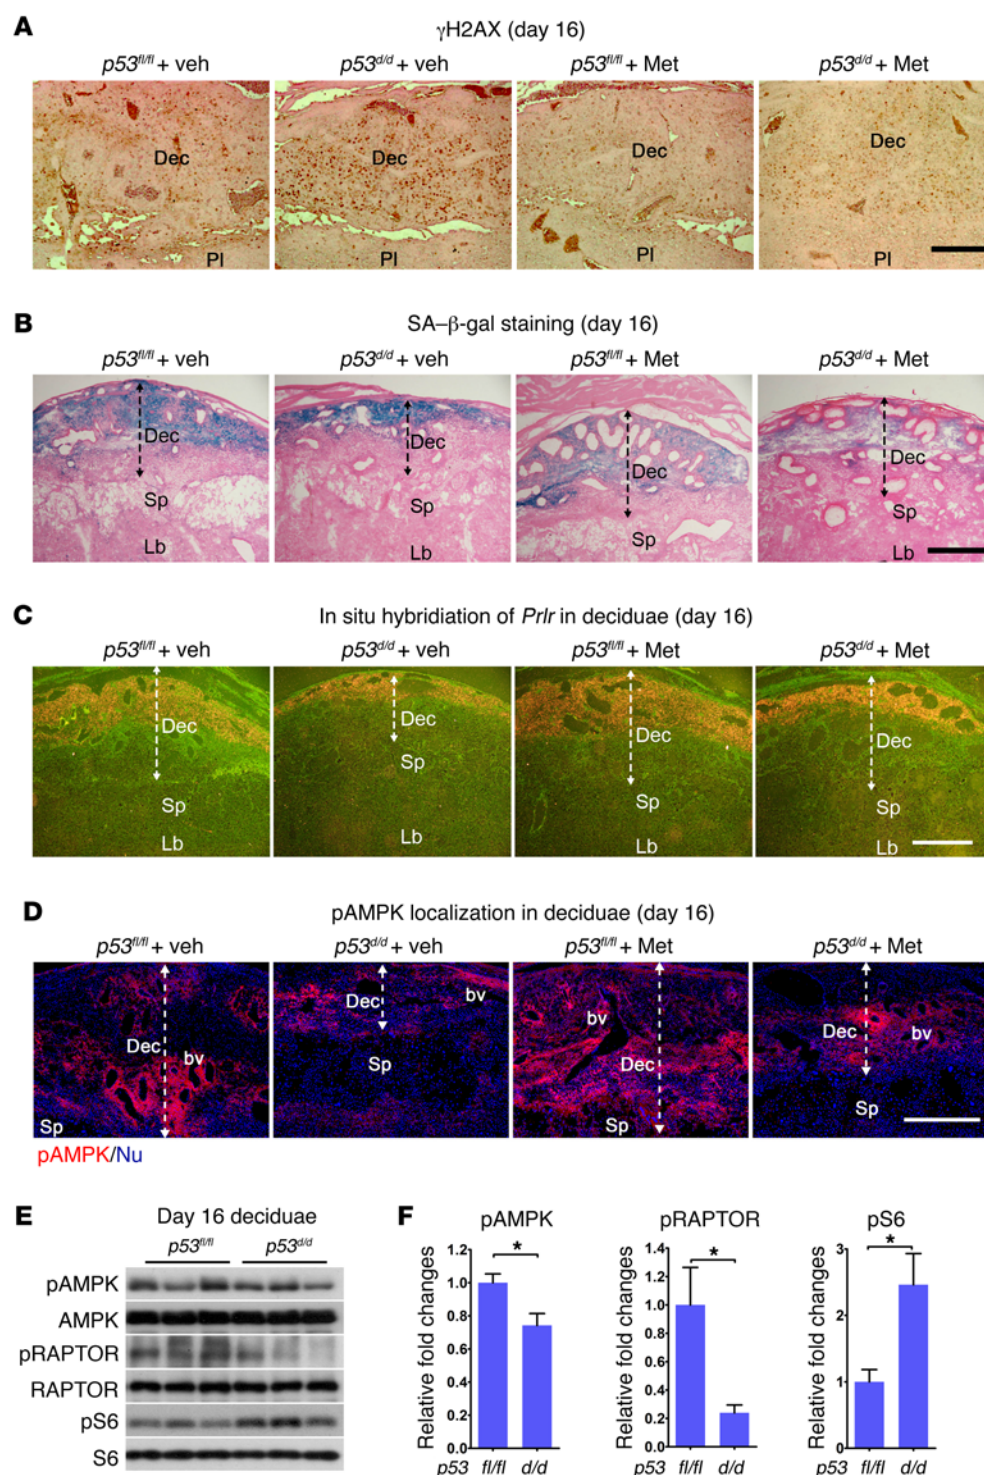 A
γH2AX (day 16)
p53fl/fl + veh p53d/d + veh p53fl/fl + Met p53d/d + Met
Dec Dec Dec Dec
Pl Pl Pl
B
SA–β-gal staining (day 16)
p53fl/fl + veh p53d/d + veh p53fl/fl + Met p53d/d + Met
Dec Dec Dec Dec
Sp Sp Sp Sp
Lb Lb Lb
C
In situ hybridiation of Prlr in deciduae (day 16)
p53fl/fl + veh p53d/d + veh p53fl/fl + Met p53d/d + Met
Dec Dec Dec Dec
Sp Sp Sp Sp
Lb Lb Lb
D
pAMPK localization in deciduae (day 16)
p53fl/fl + veh p53d/d + veh p53fl/fl + Met p53d/d + Met
Dec bv Sp
Dec bv Sp
bv Dec Sp
Dec bv Sp
pAMPK/Nu
E
Day 16 deciduae
p53fl/fl p53d/d
pAMPK
AMPK
pRAPTOR
RAPTOR
pS6
S6
F
pAMPK
Relative fold changes
*
1.2
1.0
0.8
0.6
0.4
0.2
0.0
p53 fl/fl d/d
pRAPTOR
Relative fold changes
*
1.4
1.2
1.0
0.8
0.6
0.4
0.2
0.0
p53 fl/fl d/d
pS6
Relative fold changes
*
3
2
1
0
p53 fl/fl d/d